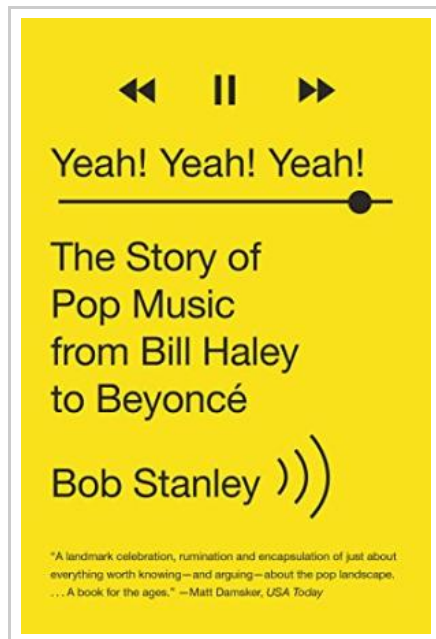 Yeah! Yeah! Yeah!
The Story of
Pop Music
from Bill Haley
to Beyoncé
Bob Stanley
“A landmark celebration, rumination and encapsulation of just about
everything worth knowing—and arguing—about the pop landscape.
. . . A book for the ages.” —Matt Damsker, USA Today